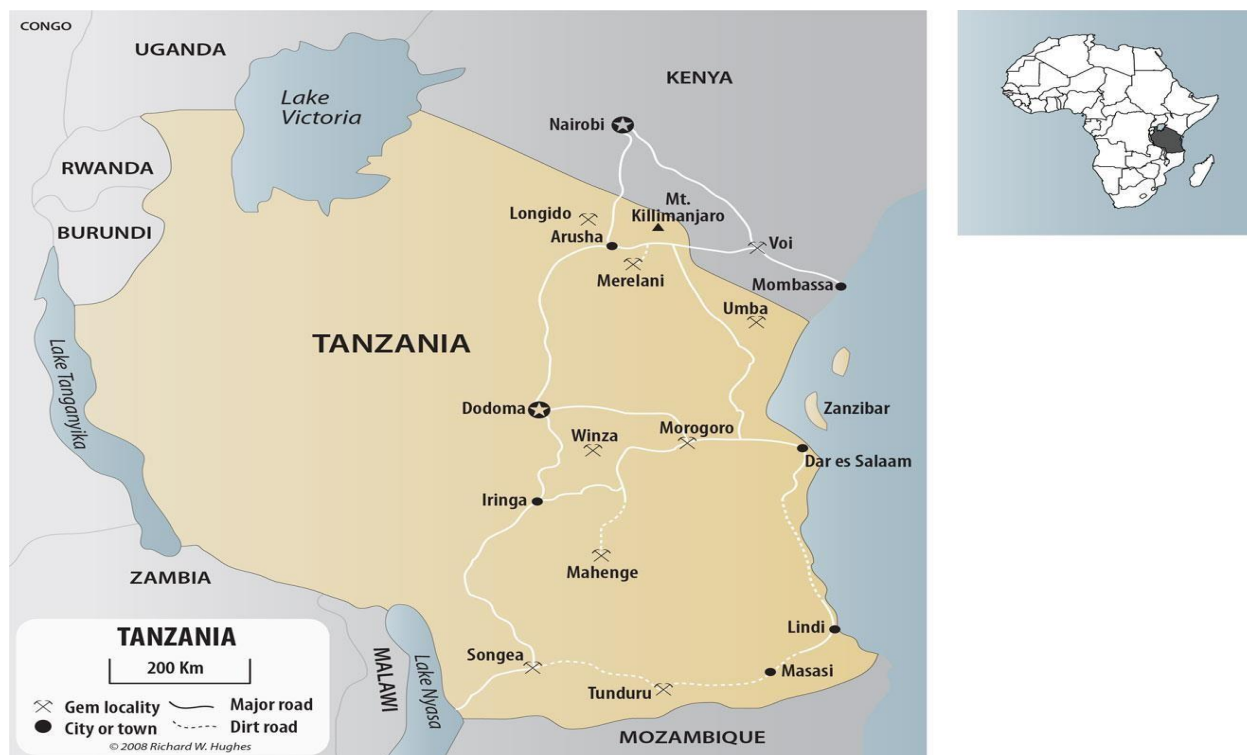 CONGO
UGANDA
KENYA
Lake
Victoria
Nairobi
RWANDA
Mt.
Killimanjaro
Longido
BURUNDI
Arusha
Voi
Merelani
Mombassa
Umba
TANZANIA
Lake Tanganyika
Dodoma
Zanzibar
Winza
Morogoro
Dar es Salaam
Iringa
Mahenge
ZAMBIA
Lindi
Songea
Masasi
Tunduru
MALAWI
Lake Nyasa
MOZAMBIQUE
TANZANIA
200 Km
Gem locality
Major road
City or town
Dirt road
© 2008 Richard W. Hughes